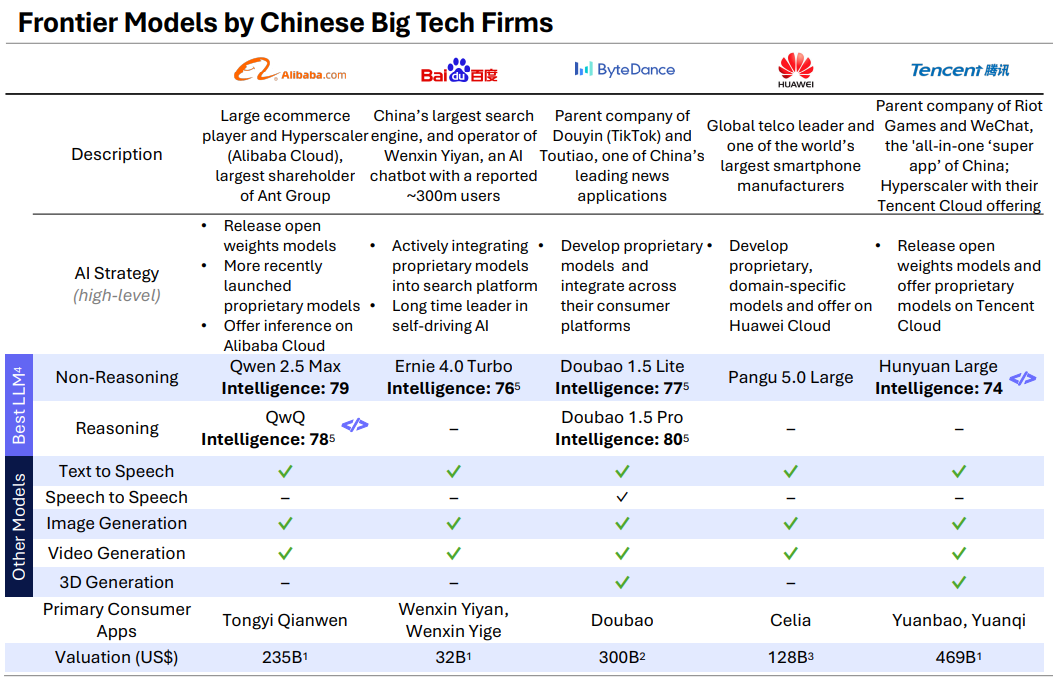 Frontier Models by Chinese Big Tech Firms
Alibaba.com
Bai du 百度
ByteDance
HUAWEI
Tencent 腾讯
Description
Large ecommerce
player and Hyperscaler
(Alibaba Cloud),
largest shareholder
of Ant Group
China's largest search
engine, and operator of
Wenxin Yiyan, an AI
chatbot with a reported
~300m users
Parent company of
Douyin (TikTok) and
Toutiao, one of China's
leading news
applications
Global telco leader and
one of the world's
largest smartphone
manufacturers
Parent company of Riot
Games and WeChat,
the 'all-in-one 'super
app' of China;
Hyperscaler with their
Tencent Cloud offering
AI Strategy
(high-level)
• Release open
weights models
• More recently
launched
proprietary models
• Offer inference on
Alibaba Cloud
• Actively integrating
proprietary models
into search platform
• Long time leader in
self-driving AI
• Develop proprietary
models and
integrate across
their consumer
platforms
• Develop
proprietary,
domain-specific
models and offer on
Huawei Cloud
• Release open
weights models and
offer proprietary
models on Tencent
Cloud
Best LLM⁴
Non-Reasoning
Qwen 2.5 Max
Intelligence: 79
Ernie 4.0 Turbo
Intelligence: 76⁵
Doubao 1.5 Lite
Intelligence: 77⁵
Pangu 5.0 Large
Hunyuan Large
Intelligence: 74
</>
Reasoning
QwQ
Intelligence: 78⁵
</>
–
Doubao 1.5 Pro
Intelligence: 80⁵
–
–
Other Models
Text to Speech
✓ ✓ ✓ ✓ ✓
Speech to Speech
– – ✓ – –
Image Generation
✓ ✓ ✓ ✓ ✓
Video Generation
✓ ✓ ✓ ✓ ✓
3D Generation
– – ✓ – ✓
Primary Consumer
Apps
Tongyi Qianwen
Wenxin Yiyan,
Wenxin Yige
Doubao
Celia
Yuanbao, Yuanqi
Valuation (US$)
235B¹
32B¹
300B²
128B³
469B¹